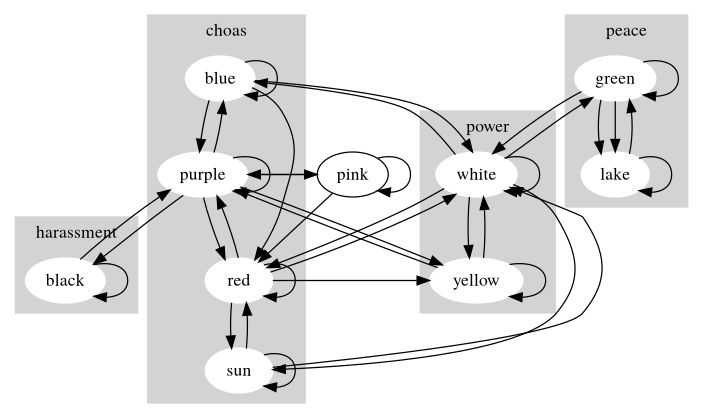 choas
peace
blue
green
power
purple
pink
white
lake
harassment
black
red
yellow
sun